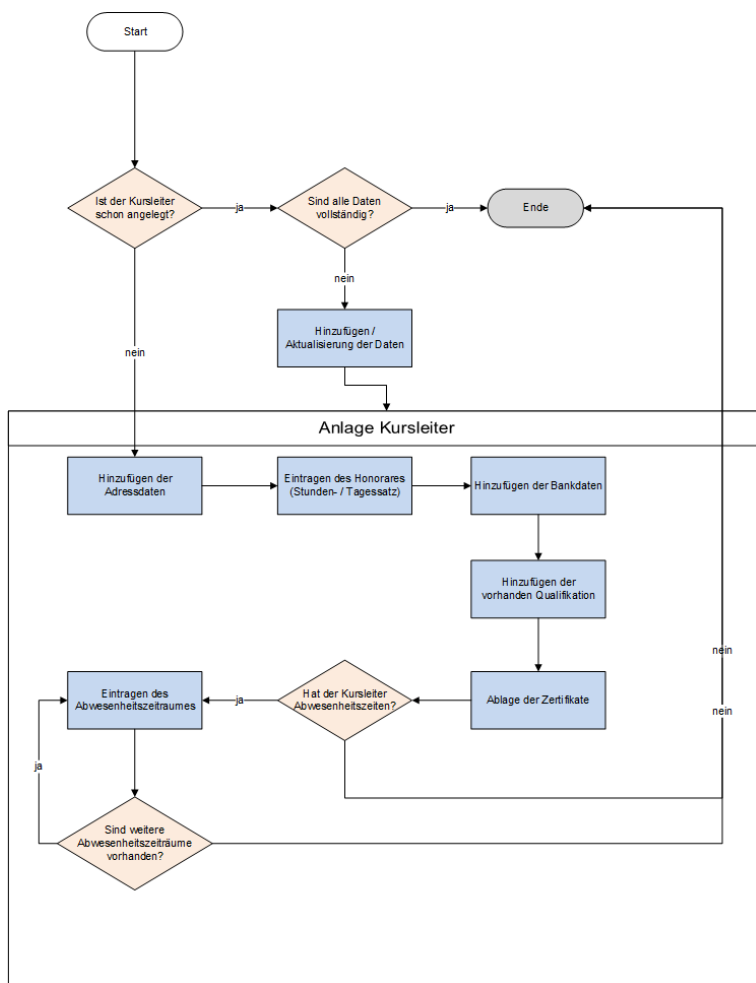 Start
Ist der Kursleiter
schon angelegt?
ja
Sind alle Daten
vollständig?
ja
Ende
nein
Hinzufügen /
Aktualisierung der Daten
nein
Anlage Kursleiter
Hinzufügen der
Adressdaten
Eintragen des Honorares
(Stunden- / Tagessatz)
Hinzufügen der Bankdaten
Hinzufügen der
vorhanden Qualifikation
nein
Eintragen des
Abwesenheitszeitraumes
ja
Hat der Kursleiter
Abwesenheitszeiten?
Ablage der Zertifikate
nein
ja
Sind weitere
Abwesenheitszeiträume
vorhanden?